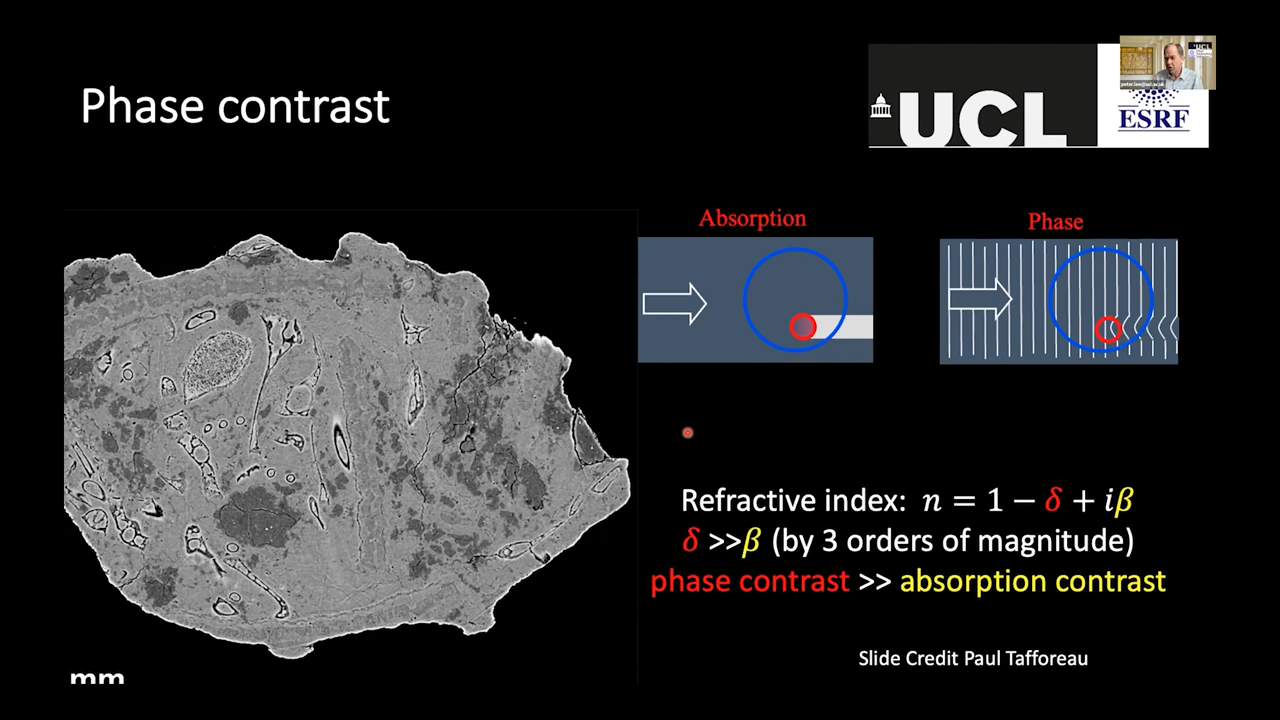 Phase contrast
UCL
ESRF
Absorption
Phase
Refractive index: n = 1 − δ + iβ
δ >>β (by 3 orders of magnitude)
phase contrast >> absorption contrast
Slide Credit Paul Tafforeau
mm